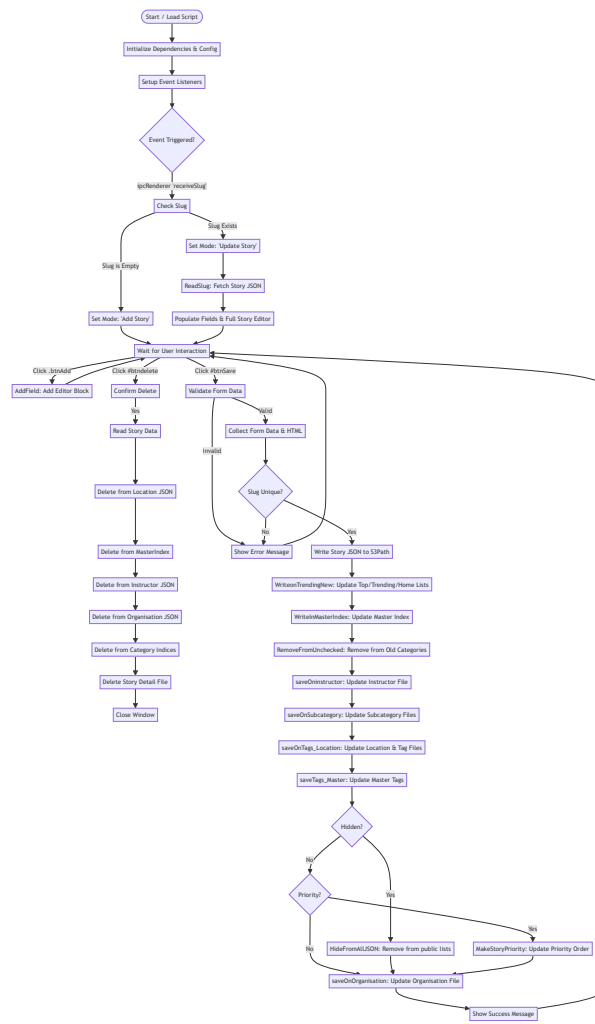 Start / Load Script
Initialize Dependencies & Config
Setup Event Listeners
Event Triggered?
ipcRenderer 'receiveSlug'
Check Slug
Slug Exists
Set Mode: 'Update Story'
Slug is Empty
ReadSlug: Fetch Story JSON
Set Mode: 'Add Story'
Populate Fields & Full Story Editor
Wait for User Interaction
Click .btnAdd
Click #btndelete
Click #btnSave
AddField: Add Editor Block
Confirm Delete
Validate Form Data
Yes
Valid
Read Story Data
Collect Form Data & HTML
Invalid
Delete from Location JSON
Slug Unique?
No
Yes
Delete from MasterIndex
Show Error Message
Write Story JSON to S3Path
Delete from Instructor JSON
WriteonTrendingNew: Update Top/Trending/Home Lists
Delete from Organisation JSON
WriteInMasterIndex: Update Master Index
Delete from Category Indices
RemoveFromUnchecked: Remove from Old Categories
Delete Story Detail File
saveOninstructor: Update Instructor File
Close Window
saveOnSubcategory: Update Subcategory Files
saveOnTags_Location: Update Location & Tag Files
saveTags_Master: Update Master Tags
Hidden?
No
Priority?
Yes
Yes
No
HideFromAllJSON: Remove from public lists
MakeStoryPriority: Update Priority Order
saveOnOrganisation: Update Organisation File
Show Success Message